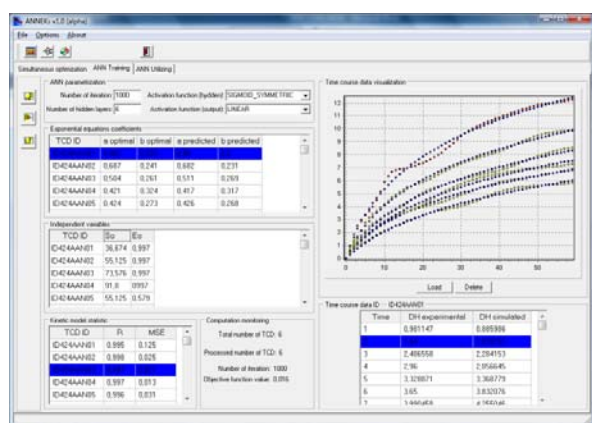 ANNEKs v1.0 (alpha)
File Options About
Simultaneous optimization ANN Training ANN Utilizing
ANN parametrization
Number of iteration: 1000 Activation function (hydden): SIGMOID_SYMMETRIC
Number of hidden layers: 6 Activation function (output): LINEAR
Exponential equations coefficients
TCD ID a optimal b optimal a predicted b predicted
ID424AAN02 0,687 0,241 0,682 0,231
ID424AAN03 0,504 0,261 0,511 0,269
ID424AAN04 0,421 0,324 0,417 0,317
ID424AAN05 0,424 0,273 0,426 0,268
Independent variables
TCD ID So Eo
ID424AAN01 36,674 0,997
ID424AAN02 55,125 0,997
ID424AAN03 73,576 0,997
ID424AAN04 91,8 0997
ID424AAN05 55,125 0,579
Kinetic model statistic
TCD ID R MSE
ID424AAN01 0,995 0,125
ID424AAN02 0,998 0,025
ID424AAN04 0,997 0,013
ID424AAN05 0,996 0,031
Computation monitoring
Total number of TCD: 6
Processed number of TCD: 6
Number of iteration: 1000
Objective function value: 0,016
Time course data visualization
12
11
10
9
8
7
6
5
4
3
2
1
0
0 10 20 30 40 50
Load Delete
Time course data ID ID424AAN01
Time DH experimental DH simulated
1 0,981147 0,885986
3 2,486558 2,284153
4 2,96 2,856645
5 3,328871 3,368779
6 3,65 3,832076